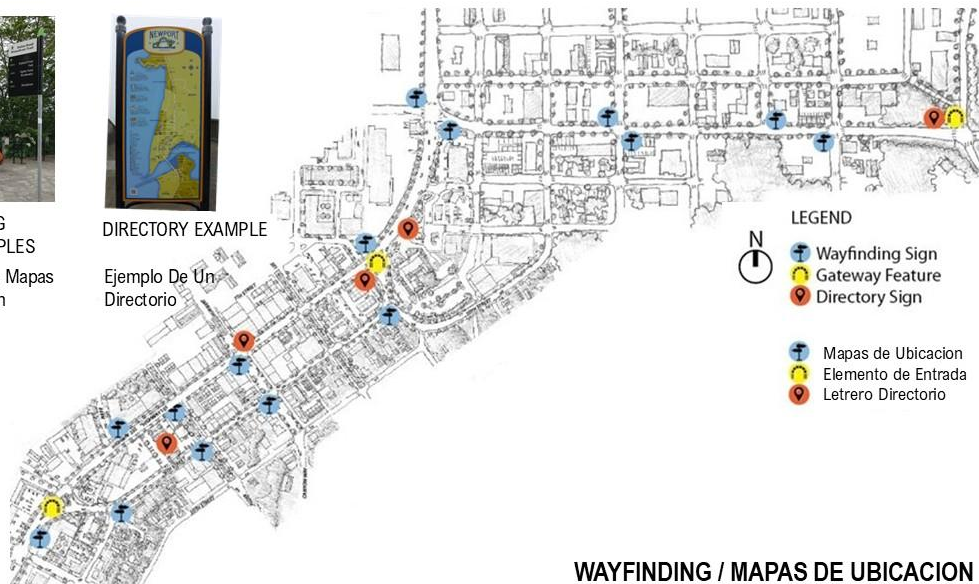 NEWPORT
G
PLES
Mapas
n
DIRECTORY EXAMPLE
Ejemplo De Un
Directorio
LEGEND
N
Wayfinding Sign
Gateway Feature
Directory Sign
Mapas de Ubicacion
Elemento de Entrada
Letrero Directorio
WAYFINDING / MAPAS DE UBICACION